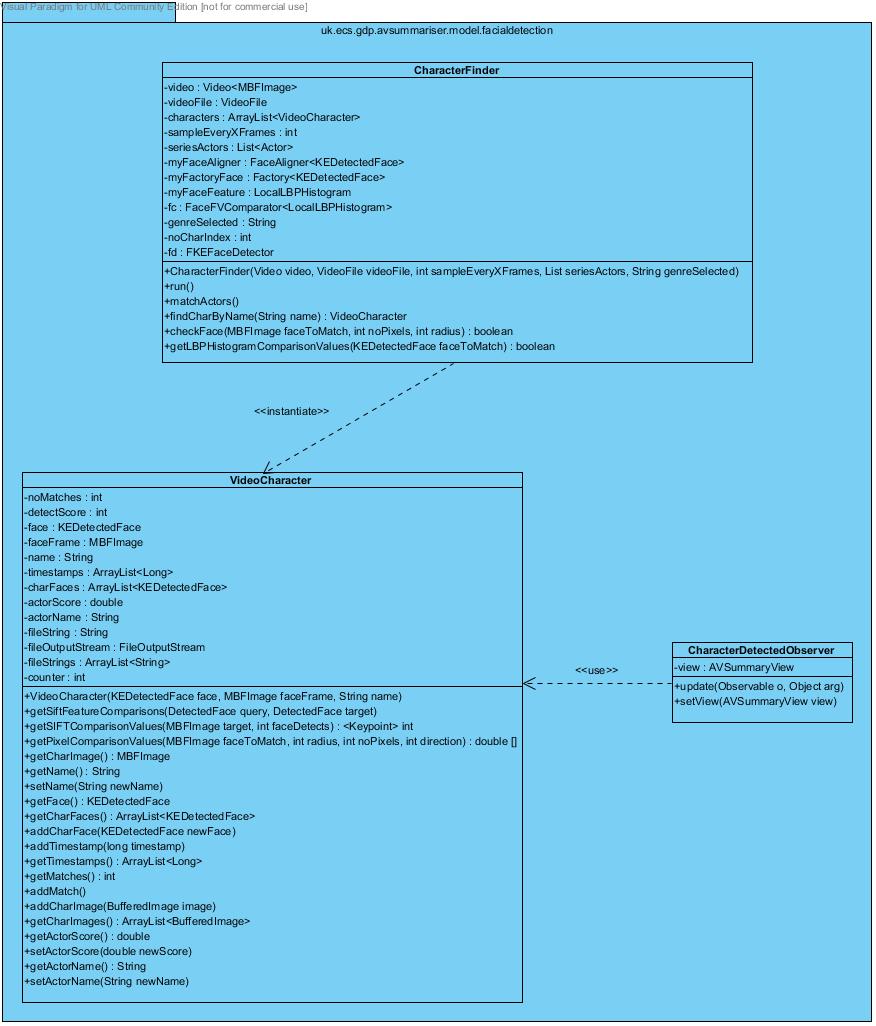 Visual Paradigm for UML Community Edition [not for commercial use]
uk.ecs.gdp.avsummariser.model.facialdetection
CharacterFinder
-video : Video<MBFImage>
-videoFile : VideoFile
-characters : ArrayList<VideoCharacter>
-sampleEveryXFrames : int
-seriesActors : List<Actor>
-myFaceAligner : FaceAligner<KEDetectedFace>
-myFactoryFace : Factory<KEDetectedFace>
-myFaceFeature : LocalLBPHistogram
-fc : FaceFVComparator<LocalLBPHistogram>
-genreSelected : String
-noCharIndex : int
-fd : FKEFaceDetector
+CharacterFinder(Video video, VideoFile videoFile, int sampleEveryXFrames, List seriesActors, String genreSelected)
+run()
+matchActors()
+findCharByName(String name) : VideoCharacter
+checkFace(MBFImage faceToMatch, int noPixels, int radius) : boolean
+getLBPHistogramComparisonValues(KEDetectedFace faceToMatch) : boolean
<<instantiate>>
VideoCharacter
-noMatches : int
-detectScore : int
-face : KEDetectedFace
-faceFrame : MBFImage
-name : String
-timestamps : ArrayList<Long>
-charFaces : ArrayList<KEDetectedFace>
-actorScore : double
-actorName : String
-fileString : String
-fileOutputStream : FileOutputStream
-fileStrings : ArrayList<String>
-counter : int
+VideoCharacter(KEDetectedFace face, MBFImage faceFrame, String name)
+getSiftFeatureComparisons(DetectedFace query, DetectedFace target)
+getSIFTComparisonValues(MBFImage target, int faceDetects) : <Keypoint> int
+getPixelComparisonValues(MBFImage faceToMatch, int radius, int noPixels, int direction) : double []
+getCharImage() : MBFImage
+getName() : String
+setName(String newName)
+getFace() : KEDetectedFace
+getCharFaces() : ArrayList<KEDetectedFace>
+addCharFace(KEDetectedFace newFace)
+addTimestamp(long timestamp)
+getTimestamps() : ArrayList<Long>
+getMatches() : int
+addMatch()
+addCharImage(BufferedImage image)
+getCharImages() : ArrayList<BufferedImage>
+getActorScore() : double
+setActorScore(double newScore)
+getActorName() : String
+setActorName(String newName)
<<use>>
CharacterDetectedObserver
-view : AVSummaryView
+update(Observable o, Object arg)
+setView(AVSummaryView view)